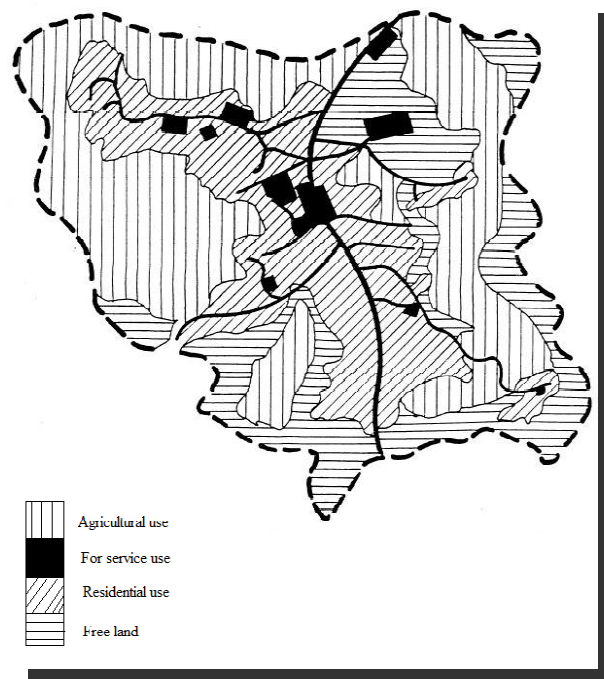 Agricultural use
For service use
Residential use
Free land